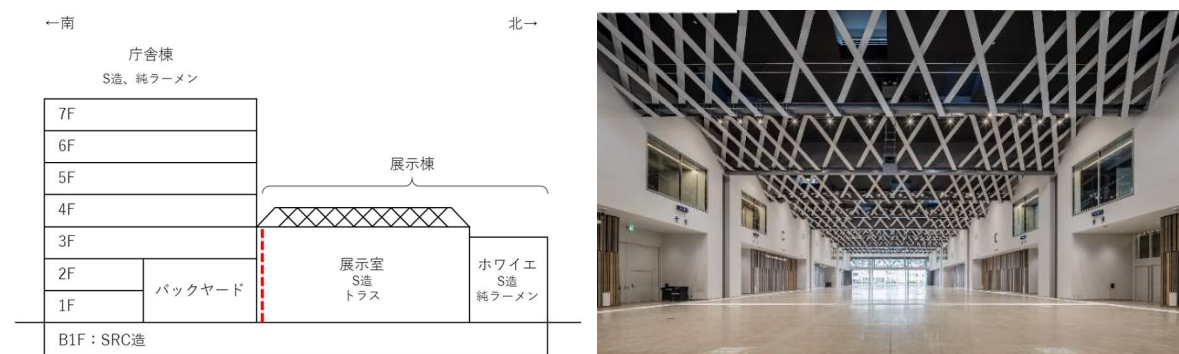 ←南
北→
庁舎棟
S造、純ラーメン
7F
6F
5F
展示棟
4F
3F
2F
1F
バックヤード
展示室
S造
トラス
ホワイエ
S造
純ラーメン
B1F：SRC造